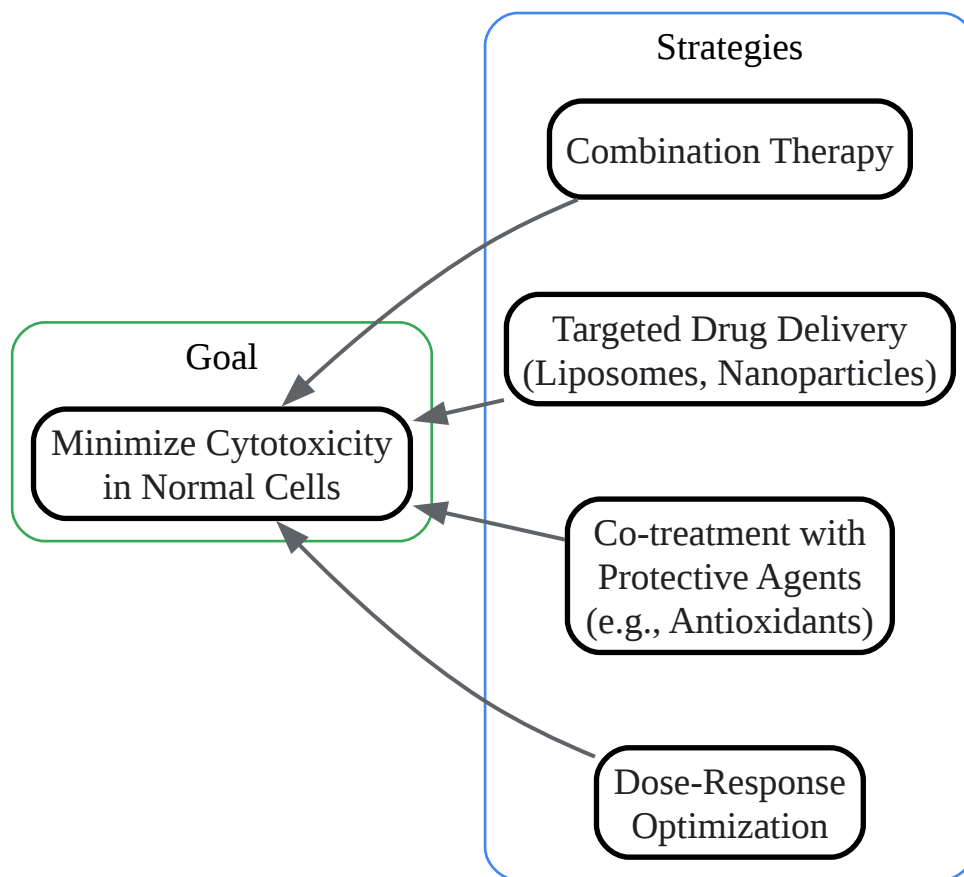 Strategies
Combination Therapy
Targeted Drug Delivery
(Liposomes, Nanoparticles)
Goal
Minimize Cytotoxicity
in Normal Cells
Co-treatment with
Protective Agents
(e.g., Antioxidants)
Dose-Response
Optimization